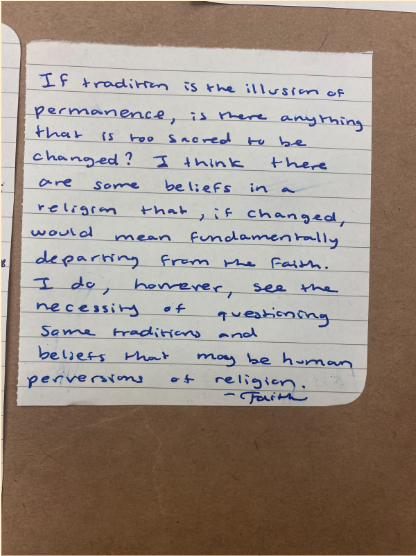 If tradition is the illusion of
permanence, is there anything
that is too sacred to be
changed? I think there
are some beliefs in a
religion that, if changed,
would mean fundamentally
departing from the Faith.
I do, however, see the
necessity of questioning
some traditions and
beliefs that may be human
perversions of religion.
- Faith